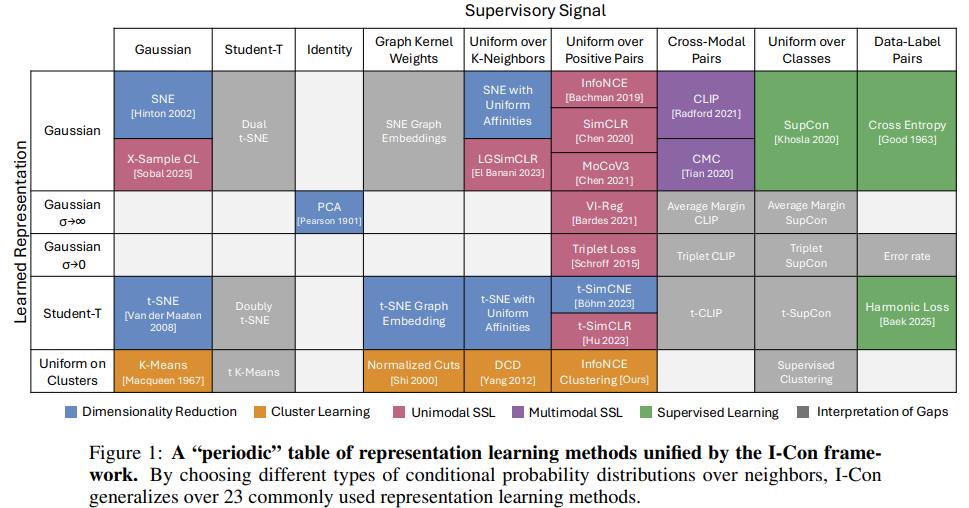 Supervisory Signal
Gaussian
Student-T
Identity
Graph Kernel
Weights
Uniform over
K-Neighbors
Uniform over
Positive Pairs
Cross-Modal
Pairs
Uniform over
Classes
Data-Label
Pairs
Learned Representation
Gaussian
SNE
[Hinton 2002]
X-Sample CL
[Sobal 2025]
Dual
t-SNE
SNE Graph
Embeddings
SNE with
Uniform
Affinities
LGSimCLR
[El Banani 2023]
InfoNCE
[Bachman 2019]
SimCLR
[Chen 2020]
MoCoV3
[Chen 2021]
CLIP
[Radford 2021]
CMC
[Tian 2020]
SupCon
[Khosla 2020]
Cross Entropy
[Good 1963]
Gaussian
σ→∞
PCA
[Pearson 1901]
VI-Reg
[Bardes 2021]
Average Margin
CLIP
Average Margin
SupCon
Gaussian
σ→0
Triplet Loss
[Schroff 2015]
Triplet CLIP
Triplet
SupCon
Error rate
Student-T
t-SNE
[Van der Maaten
2008]
Doubly
t-SNE
t-SNE Graph
Embedding
t-SNE with
Uniform
Affinities
t-SimCNE
[Böhm 2023]
t-SimCLR
[Hu 2023]
t-CLIP
t-SupCon
Harmonic Loss
[Baek 2025]
Uniform on
Clusters
K-Means
[Macqueen 1967]
t K-Means
Normalized Cuts
[Shi 2000]
DCD
[Yang 2012]
InfoNCE
Clustering [Ours]
Supervised
Clustering
Dimensionality Reduction
Cluster Learning
Unimodal SSL
Multimodal SSL
Supervised Learning
Interpretation of Gaps
Figure 1: A “periodic” table of representation learning methods unified by the I-Con frame-
work. By choosing different types of conditional probability distributions over neighbors, I-Con
generalizes over 23 commonly used representation learning methods.